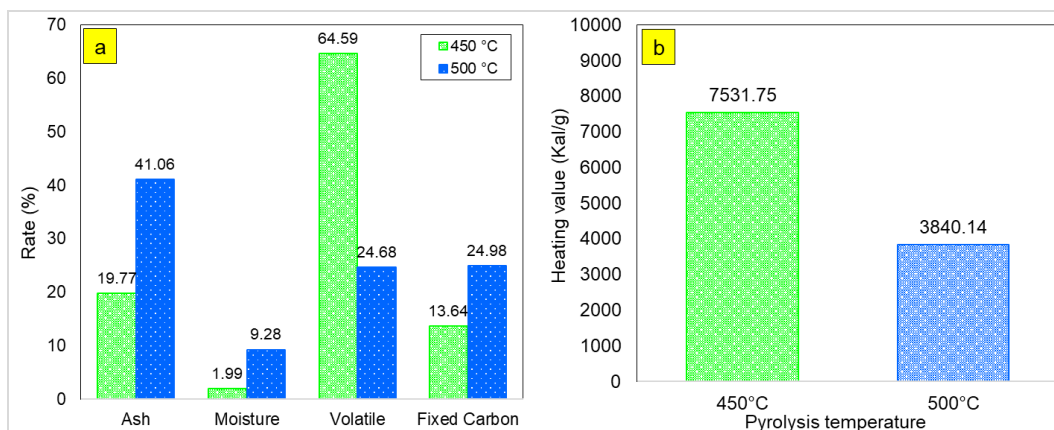 a
Rate (%)
70
60
50
40
30
20
10
0
450 °C
500 °C
19.77
41.06
1.99
9.28
64.59
24.68
13.64
24.98
Ash
Moisture
Volatile
Fixed Carbon
b
Heating value (Kal/g)
10000
9000
8000
7000
6000
5000
4000
3000
2000
1000
0
7531.75
3840.14
450°C
500°C
Pyrolysis temperature